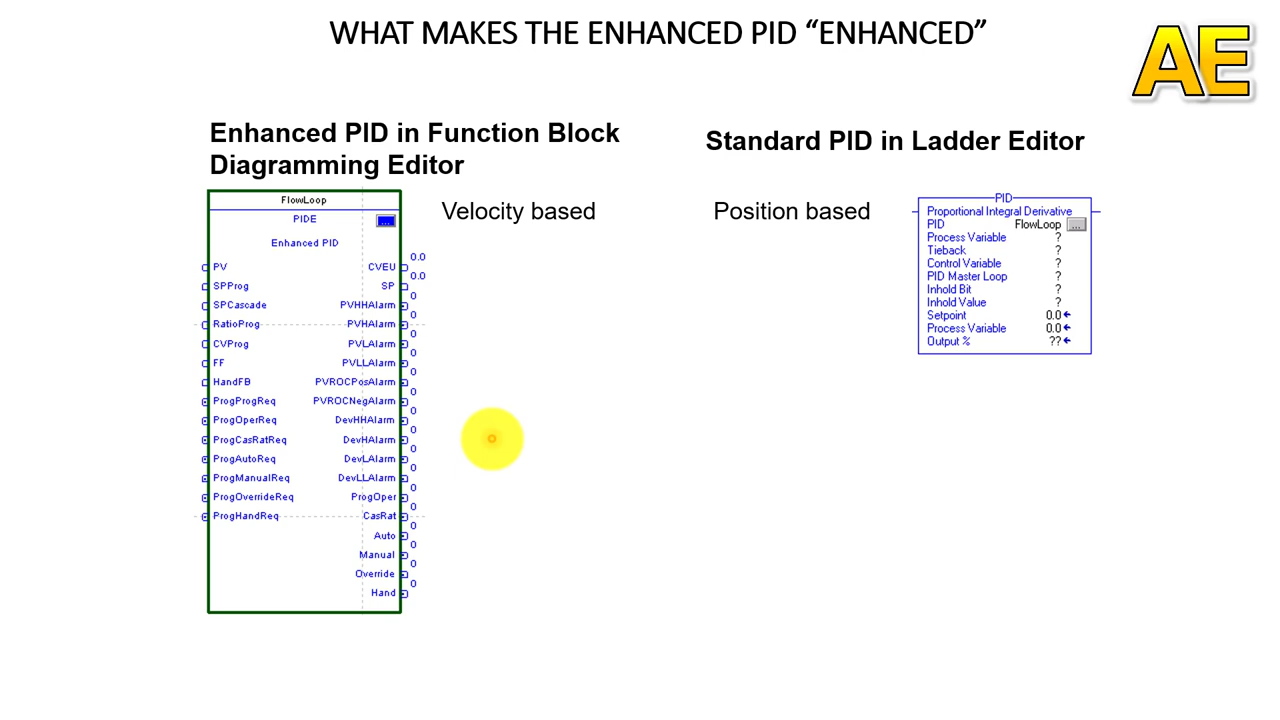 WHAT MAKES THE ENHANCED PID “ENHANCED”
AE
Enhanced PID in Function Block
Diagramming Editor
Standard PID in Ladder Editor
FlowLoop
PIDE
...
Enhanced PID
PV
SPProg
SPCascade
RatioProg
CVProg
FF
HandFB
ProgProgReq
ProgOperReq
ProgCasRatReq
ProgAutoReq
ProgManualReq
ProgOverrideReq
ProgHandReq
CVEU 0.0
SP 0.0
PVHHAlarm 0
PVHAlarm 0
PVLAlarm 0
PVLLAlarm 0
PVROCPosAlarm 0
PVROCNegAlarm 0
DevHHAlarm 0
DevHAlarm 0
DevLAlarm 0
DevLLAlarm 0
ProgOper 0
CasRat 0
Auto 0
Manual 0
Override 0
Hand 0
Velocity based
Position based
PID
Proportional Integral Derivative
PID FlowLoop ...
Process Variable ?
Tieback ?
Control Variable ?
PID Master Loop ?
Inhold Bit ?
Inhold Value ?
Setpoint 0.0
Process Variable 0.0
Output % ??